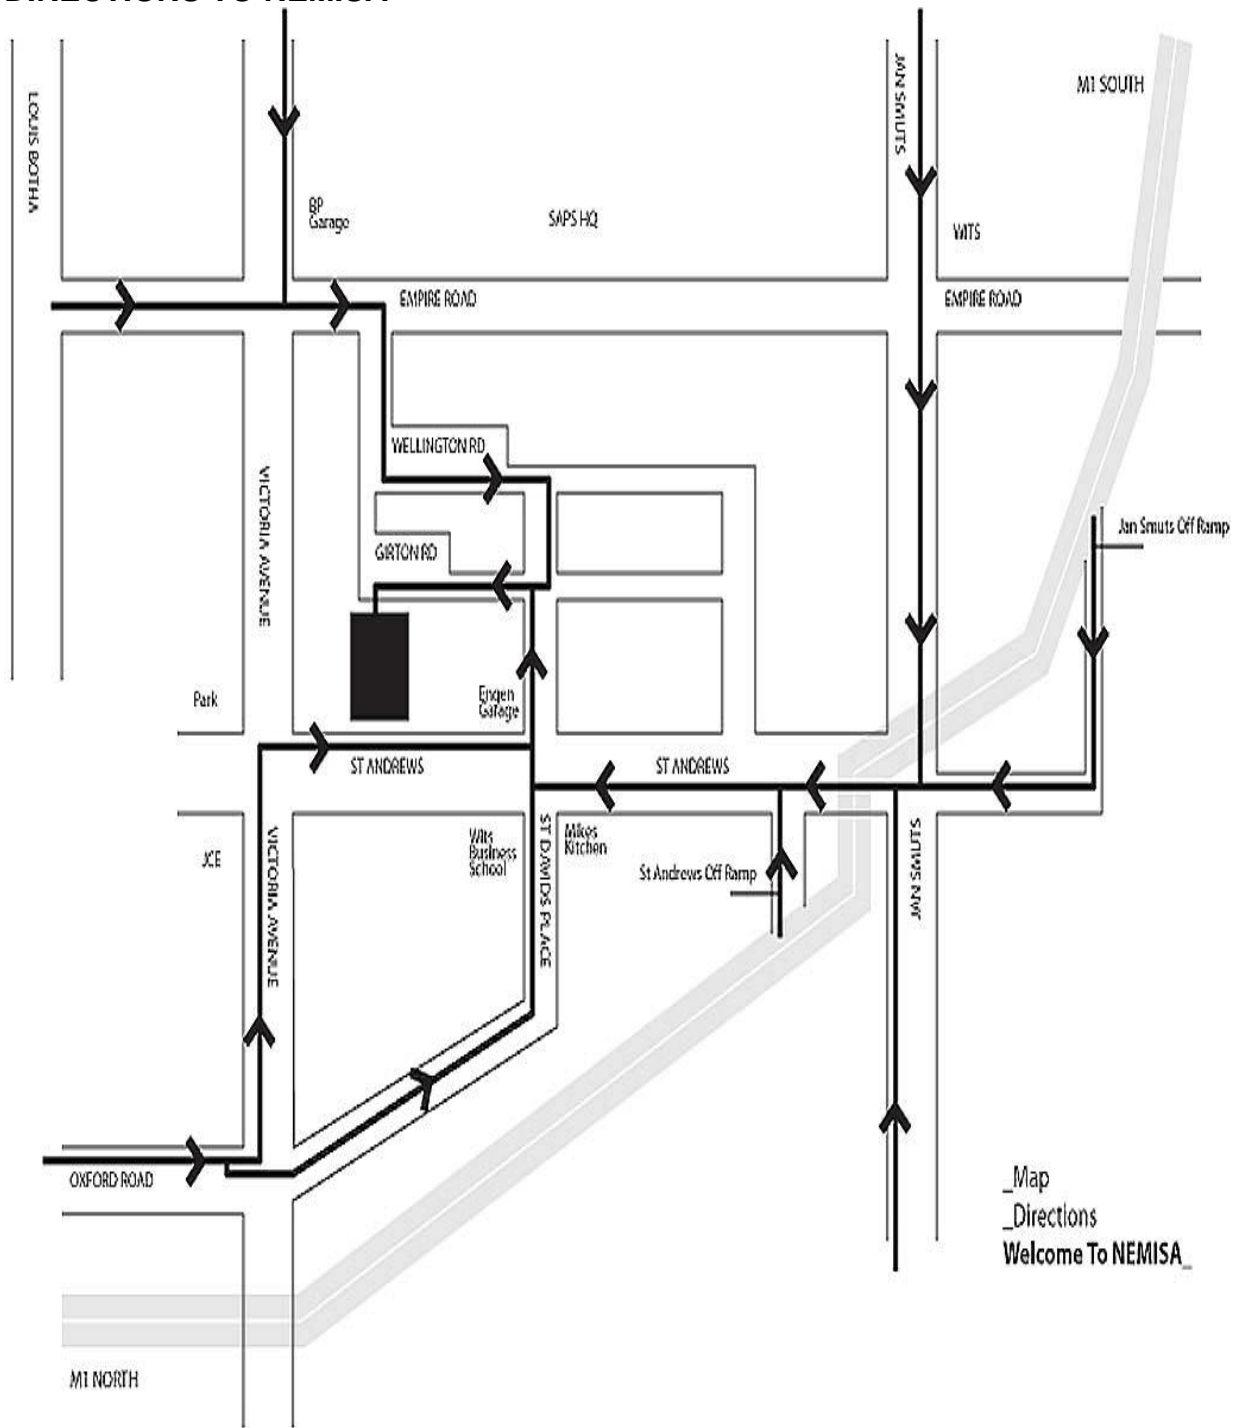 DIRECTIONS TO NEMISA
M1 SOUTH
LOUIS BOTHA
JAN SMUTS
BP
Garage
SAPS HQ
WITS
EMPIRE ROAD
EMPIRE ROAD
WELLINGTON RD
VICTORIA AVENUE
Jan Smuts Off Ramp
GIRTON RD
Park
Engen
Garage
ST ANDREWS
ST ANDREWS
JCE
VICTORIA AVENUE
Wits
Business
School
ST DAVIDS PLACE
Mikes
Kitchen
St Andrews Off Ramp
JAN SMUTS
OXFORD ROAD
_Map
_Directions
Welcome To NEMISA_
M1 NORTH